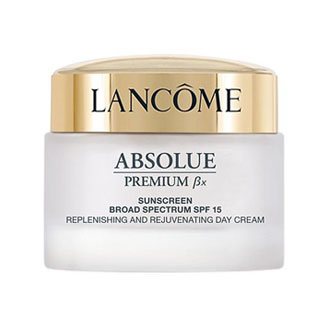 LANCÔME
ABSOLUE
PREMIUM βx
SUNSCREEN
BROAD SPECTRUM SPF 15
REPLENISHING AND REJUVENATING DAY CREAM